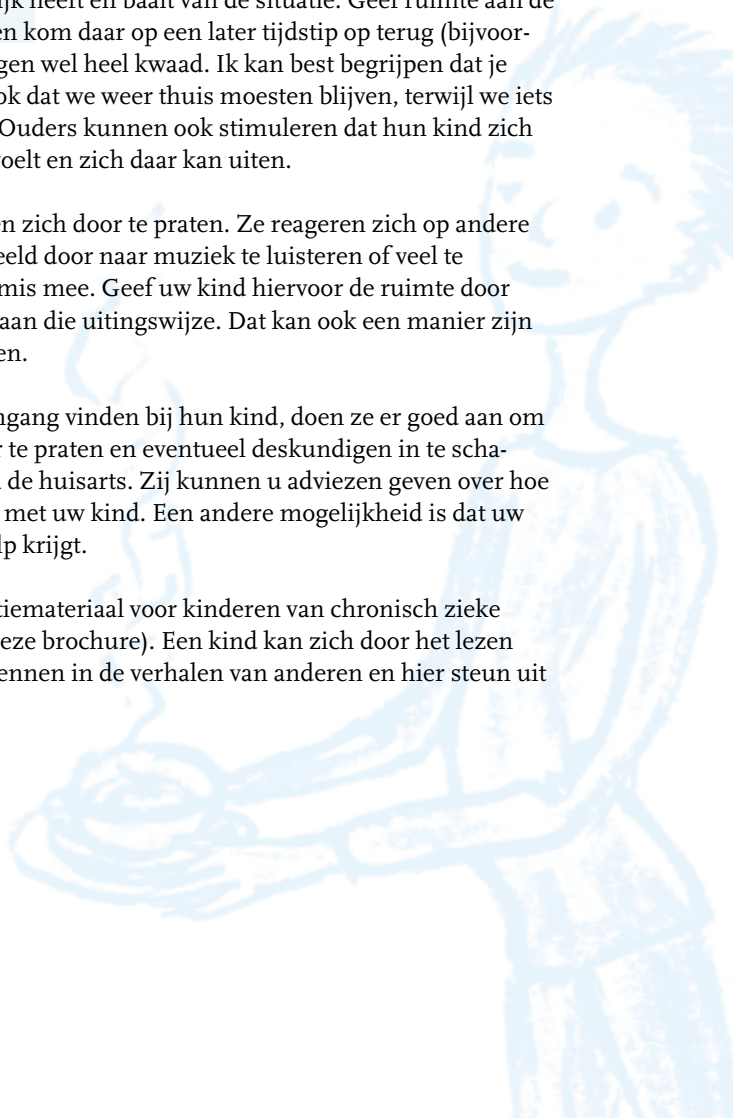 ijk heeft en baalt van de situatie. Geef ruimte aan de
en kom daar op een later tijdstip op terug (bijvoor-
gen wel heel kwaad. Ik kan best begrijpen dat je
ok dat we weer thuis moesten blijven, terwijl we iets
Ouders kunnen ook stimuleren dat hun kind zich
oelt en zich daar kan uiten.
en zich door te praten. Ze reageren zich op andere
eeld door naar muziek te luisteren of veel te
mis mee. Geef uw kind hiervoor de ruimte door
aan die uitingswijze. Dat kan ook een manier zijn
en.
ngang vinden bij hun kind, doen ze er goed aan om
r te praten en eventueel deskundigen in te scha-
de huisarts. Zij kunnen u adviezen geven over hoe
met uw kind. Een andere mogelijkheid is dat uw
lp krijgt.
tiemateriaal voor kinderen van chronisch zieke
eze brochure). Een kind kan zich door het lezen
ennen in de verhalen van anderen en hier steun uit